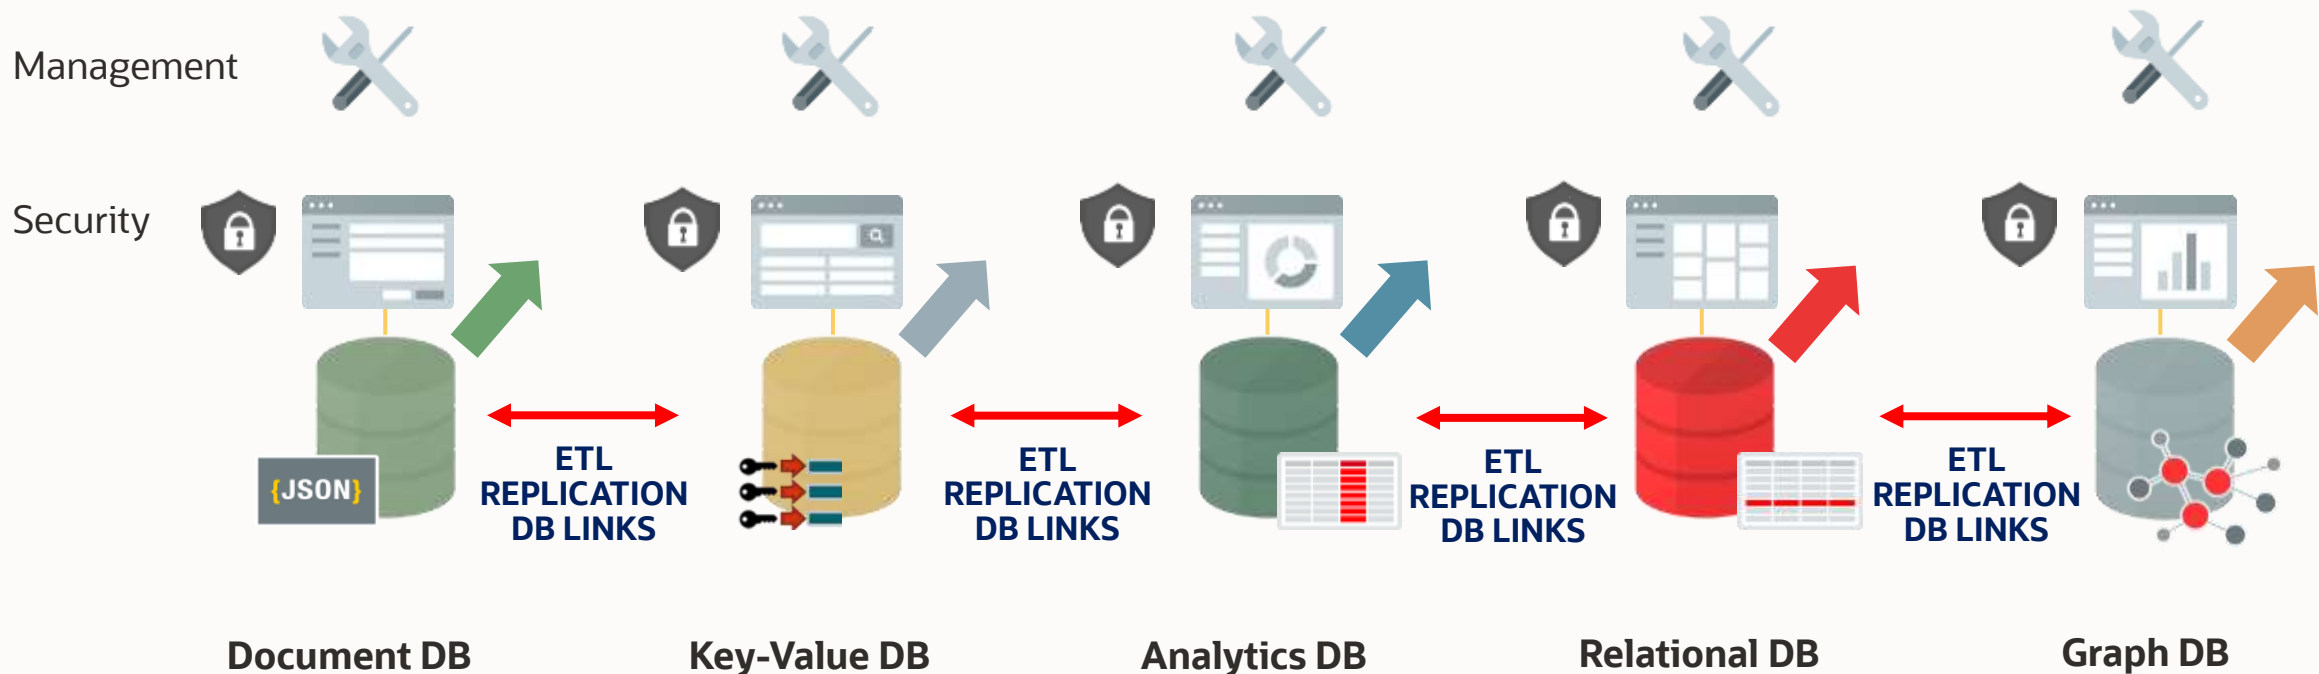 Management
Security
{JSON}
ETL
REPLICATION
DB LINKS
ETL
REPLICATION
DB LINKS
ETL
REPLICATION
DB LINKS
ETL
REPLICATION
DB LINKS
Document DB
Key-Value DB
Analytics DB
Relational DB
Graph DB